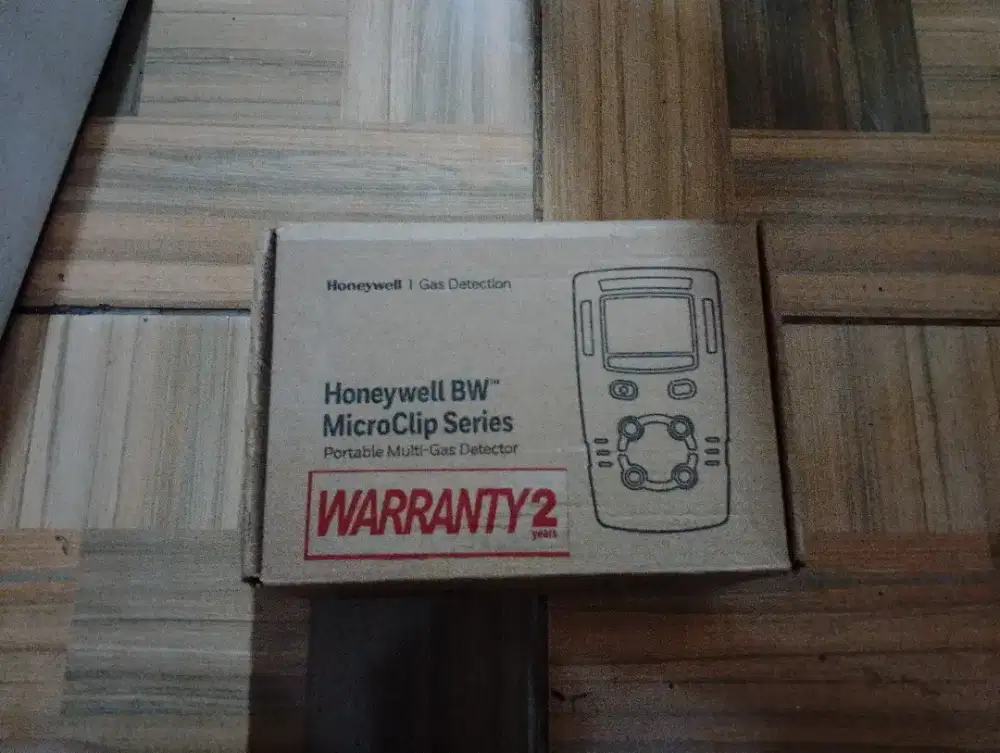 Honeywell | Gas Detection
Honeywell BW™
MicroClip Series
Portable Multi-Gas Detector
WARRANTY 2
years